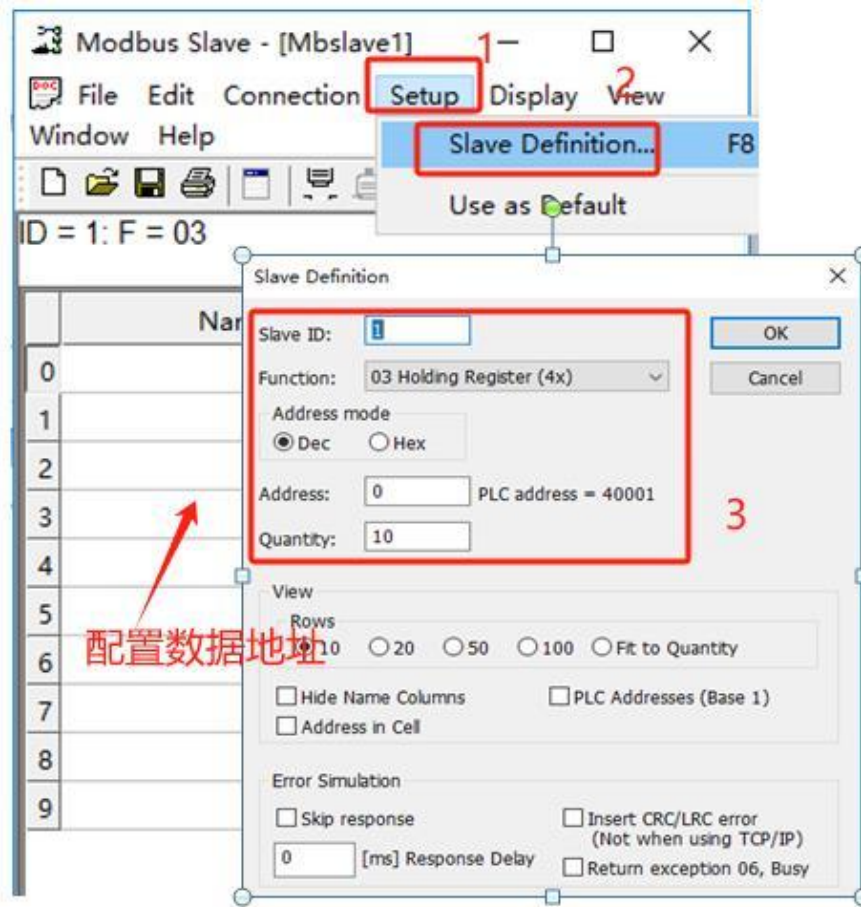 Modbus Slave - [Mbslave1]
1
File Edit Connection Setup Display View
2
Window Help
Slave Definition... F8
Use as Default
ID = 1: F = 03
Slave Definition
Slave ID: 1
OK
Function: 03 Holding Register (4x)
Cancel
Address mode
Dec Hex
Address: 0 PLC address = 40001
Quantity: 10
3
View
Rows
10 20 50 100 Fit to Quantity
Hide Name Columns PLC Addresses (Base 1)
Address in Cell
Error Simulation
Skip response Insert CRC/LRC error
(Not when using TCP/IP)
0 [ms] Response Delay
Return exception 06, Busy
0
1
2
3
4
5
6
7
8
9
配置数据地址